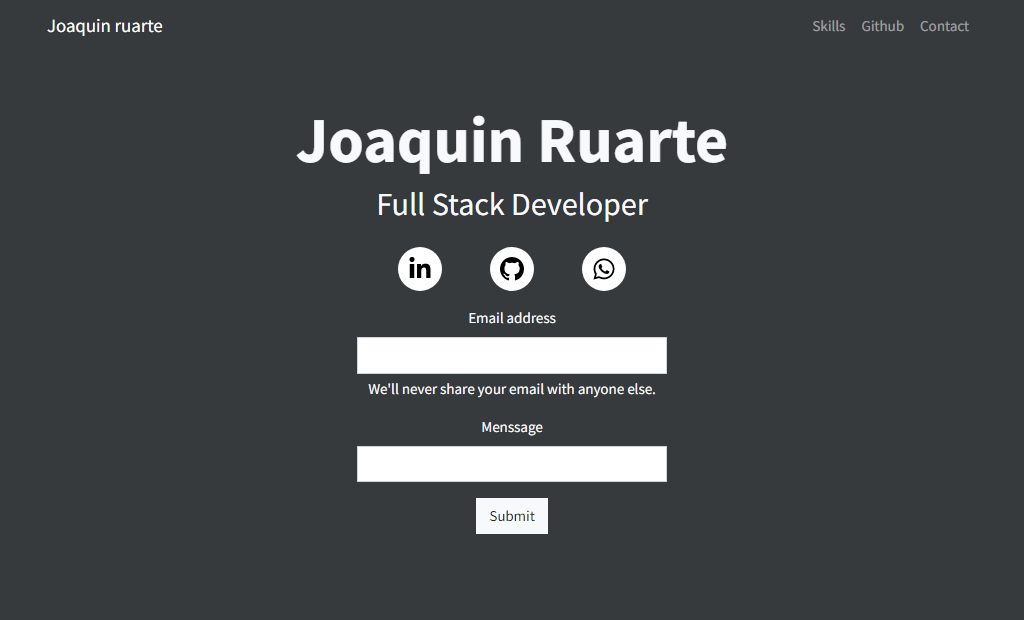 Joaquin ruarte
Skills Github Contact
Joaquin Ruarte
Full Stack Developer
in
Email address
We'll never share your email with anyone else.
Menssage
Submit